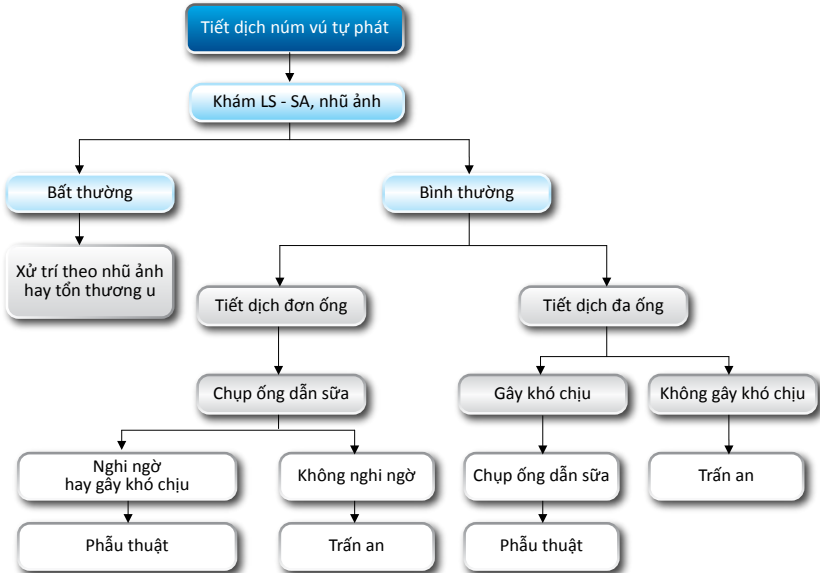 Tiết dịch núm vú tự phát
Khám LS - SA, nhũ ảnh
Bất thường
Bình thường
Xử trí theo nhũ ảnh
hay tổn thương u
Tiết dịch đơn ống
Tiết dịch đa ống
Chụp ống dẫn sữa
Gây khó chịu
Không gây khó chịu
Nghi ngờ
hay gây khó chịu
Không nghi ngờ
Chụp ống dẫn sữa
Trấn an
Phẫu thuật
Trấn an
Phẫu thuật